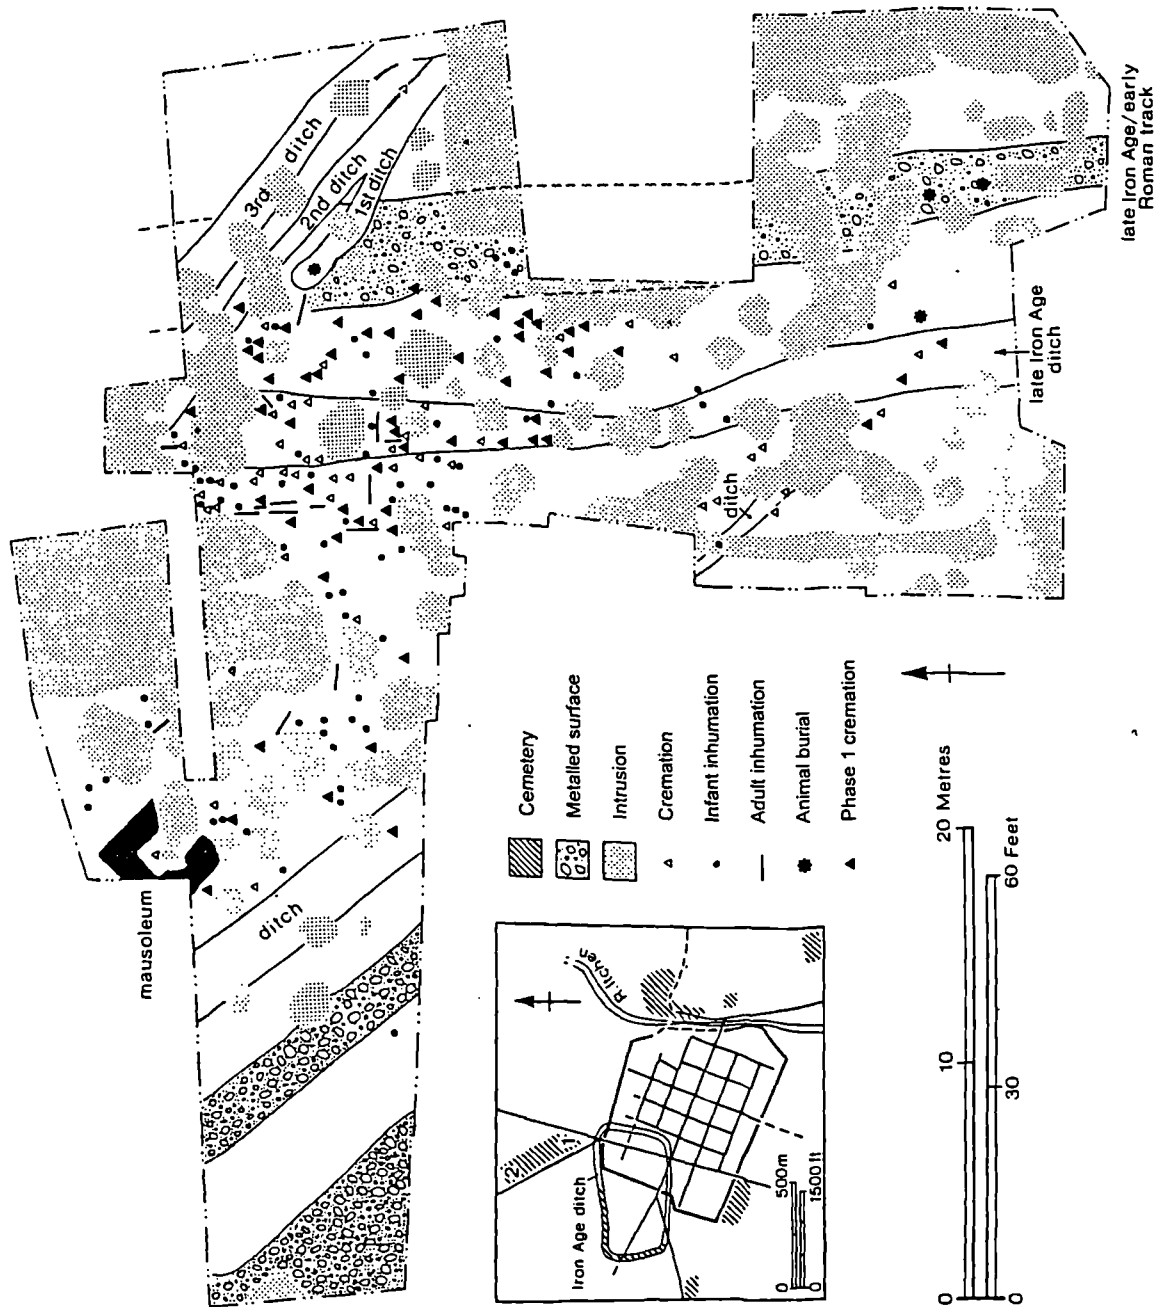 mausoleum
ditch
3rd ditch
2nd ditch
1st ditch
ditch
late Iron Age
ditch
late Iron Age/early
Roman track
Cemetery
Metalled surface
Intrusion
Cremation
Infant inhumation
Adult inhumation
Animal burial
Phase 1 cremation
R. Itchen
Iron Age ditch
2
1
0 500m
0 1500ft
0 10 20 Metres
0 30 60 Feet